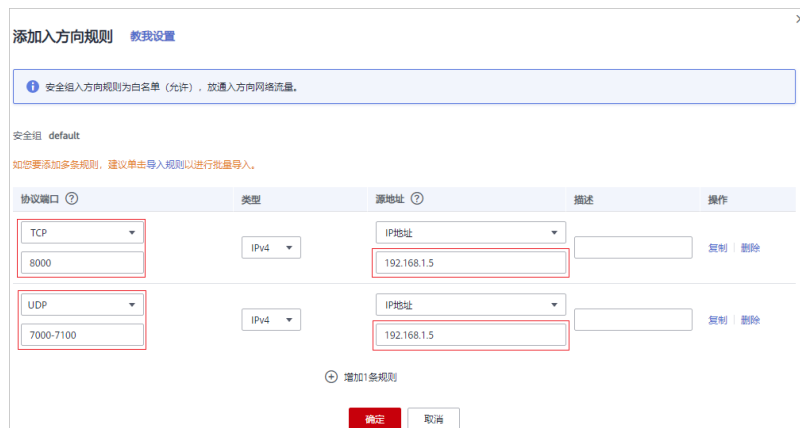 添加入方向规则 教我设置
安全组入方向规则为白名单（允许），放通入方向网络流量。
安全组 default
如您要添加多条规则，建议单击导入规则以进行批量导入。
协议端口 类型 源地址 描述 操作
TCP IP地址
IPv4 复制 删除
8000 192.168.1.5
UDP IP地址
IPv4 复制 删除
7000-7100 192.168.1.5
增加1条规则
确定 取消